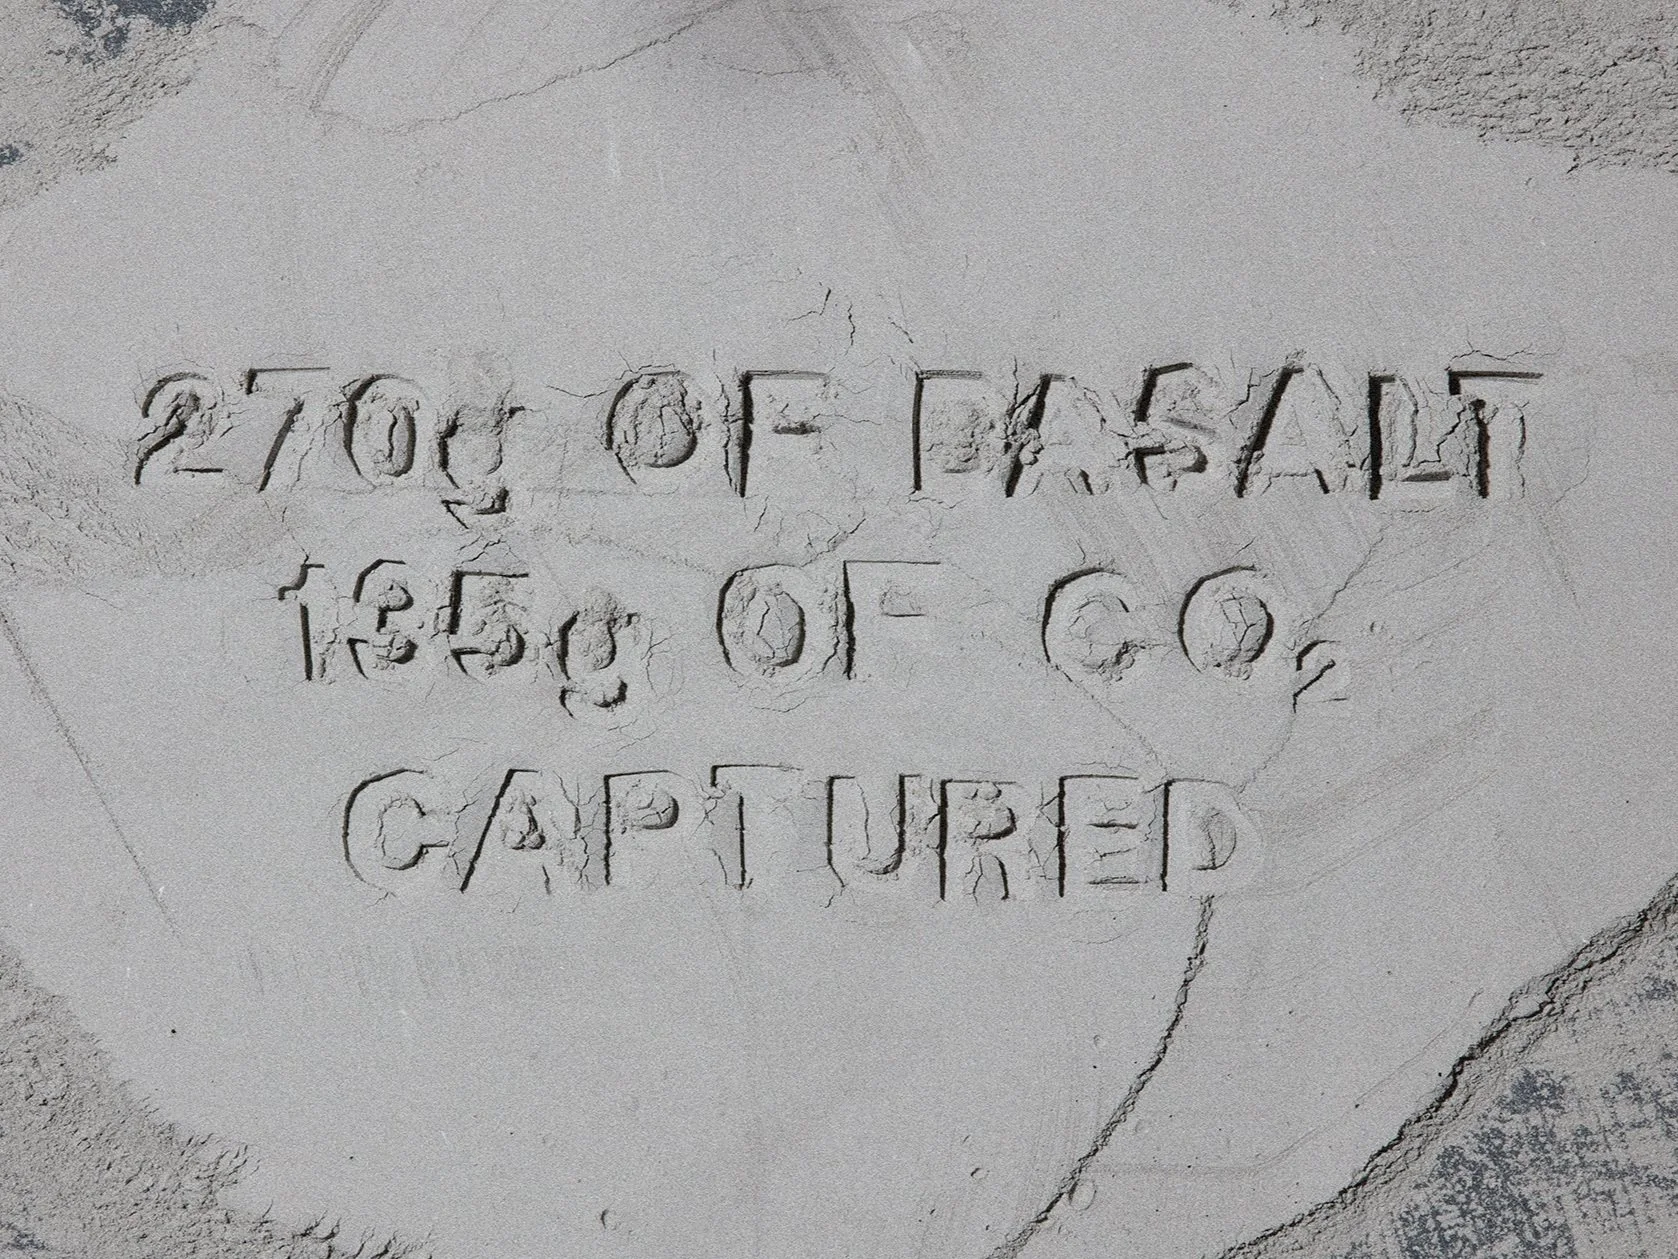 270g OF BASALT
135g OF CO₂
CAPTURED